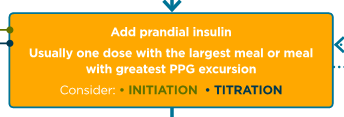 Add prandial insulin
Usually one dose with the largest meal or meal
with greatest PPG excursion
Consider: • INITIATION • TITRATION